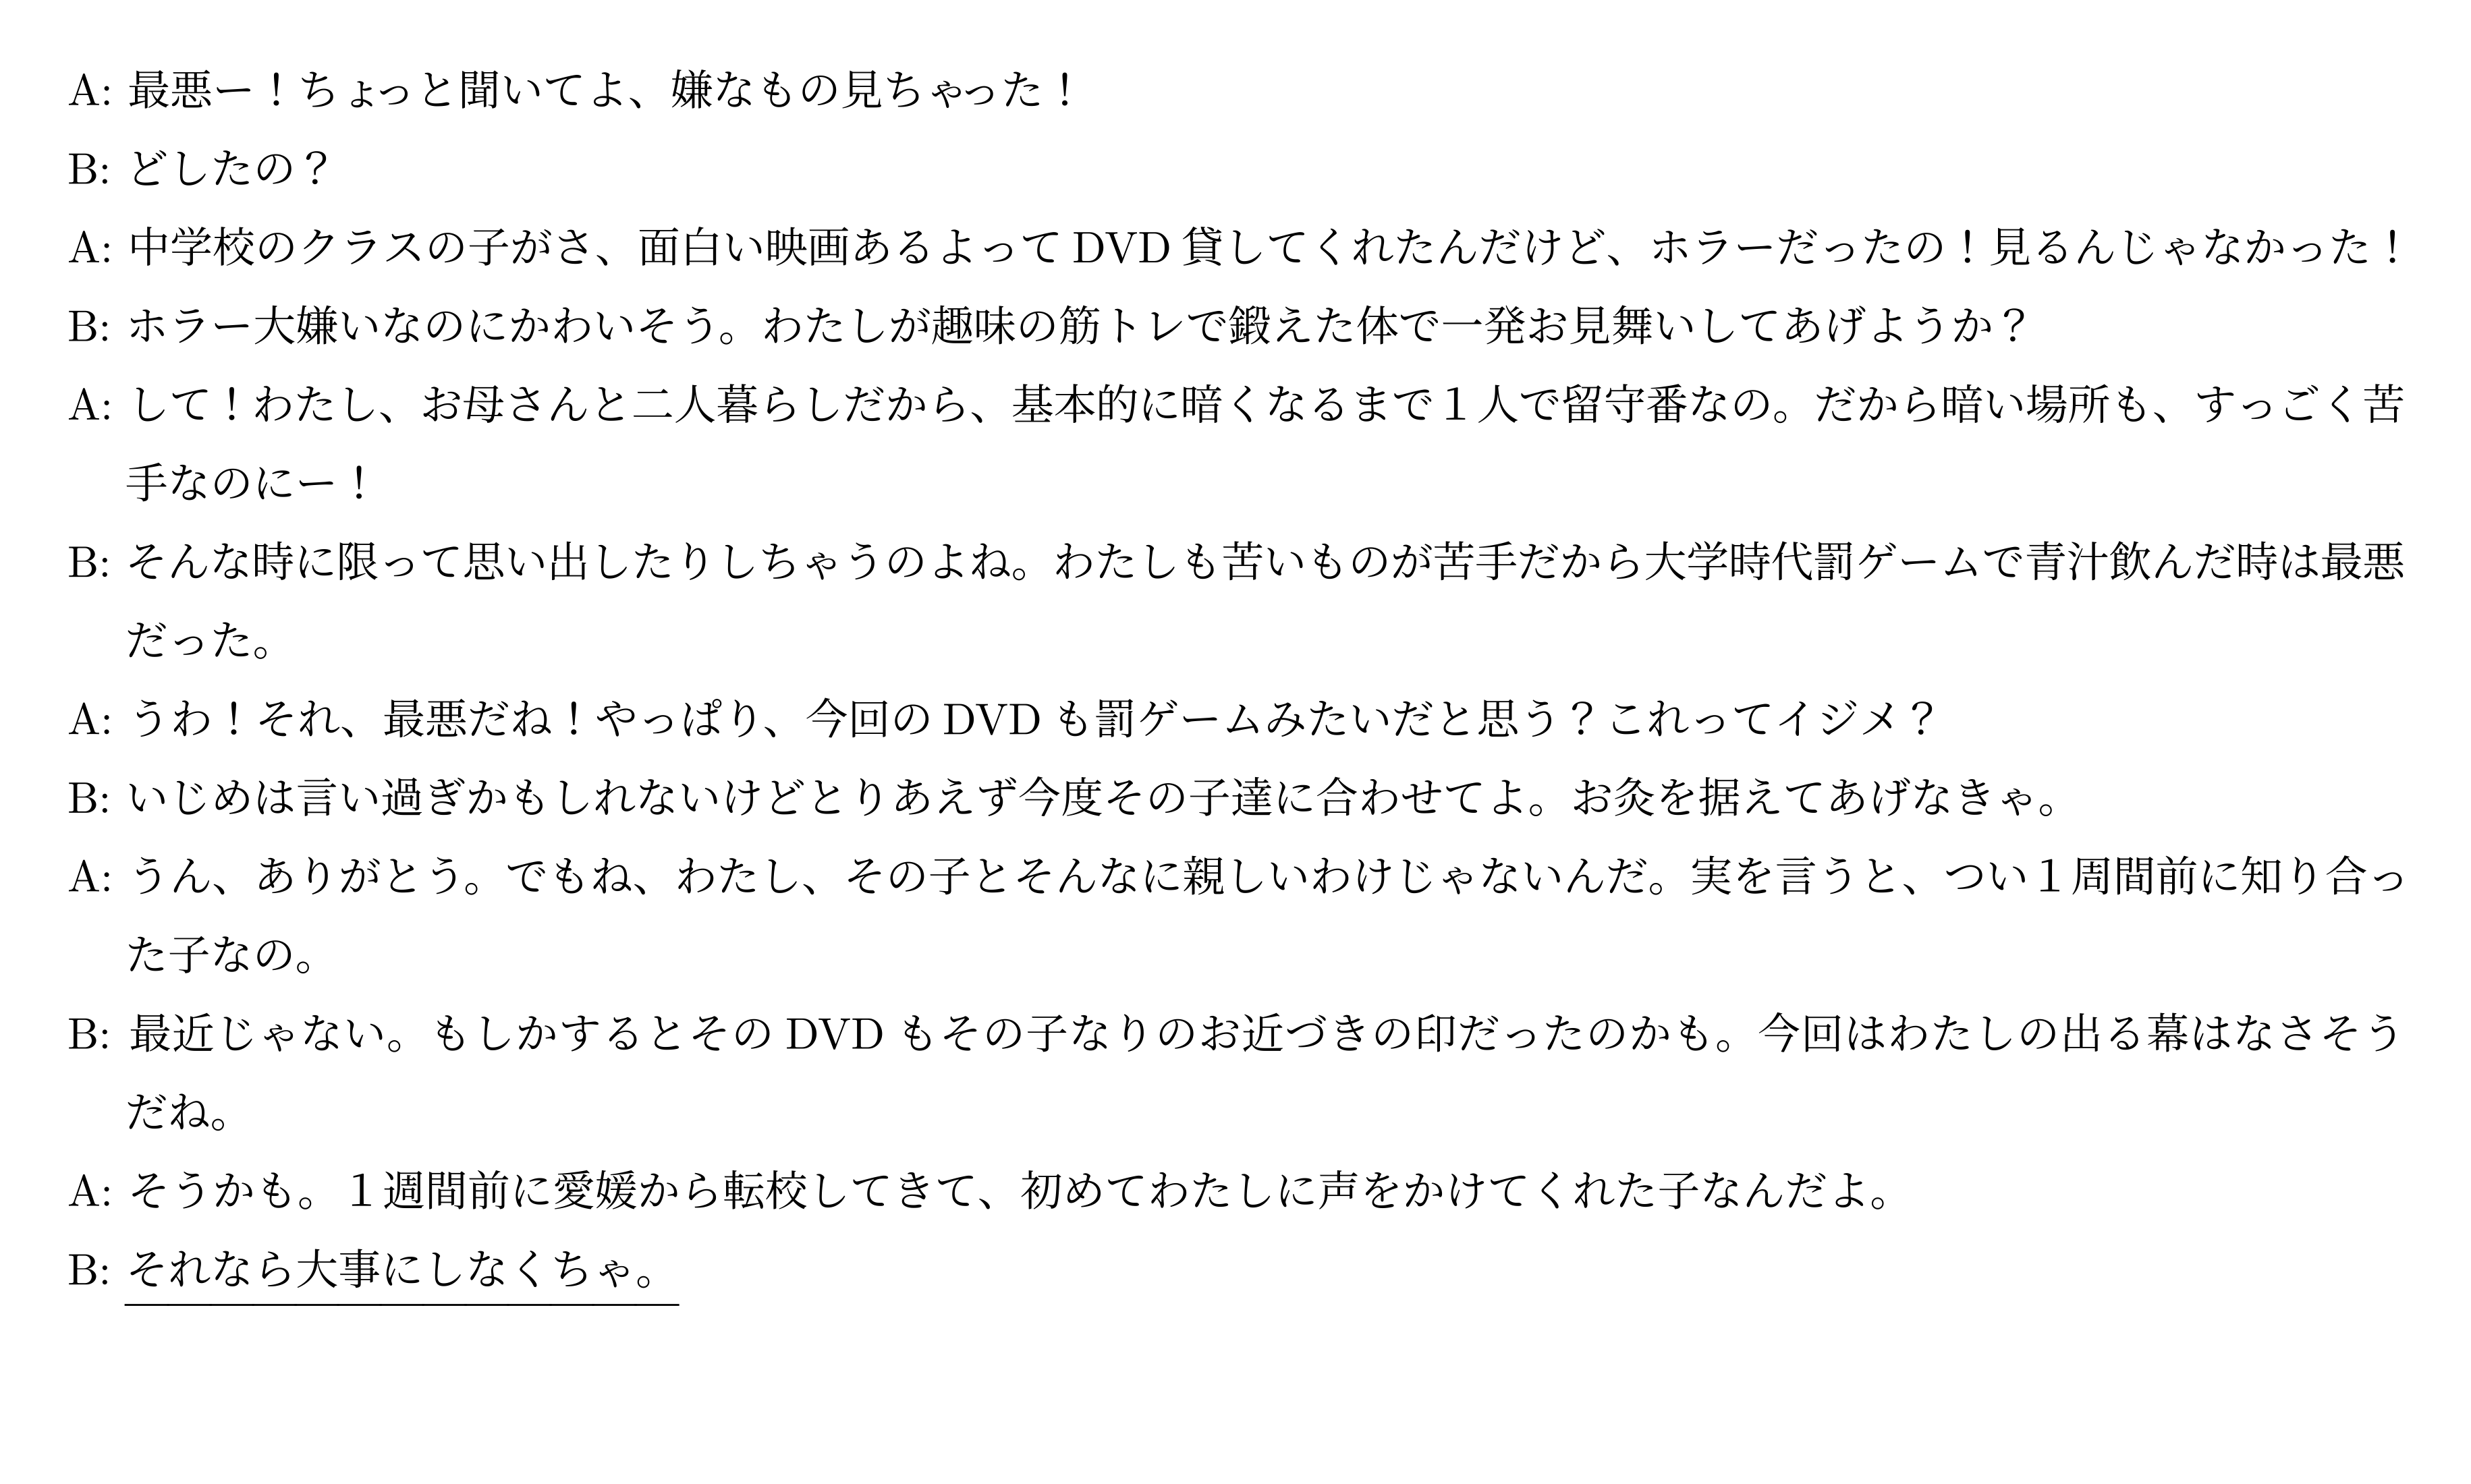 A: 最悪ー！ちょっと聞いてよ、嫌なもの見ちゃった！
B: どしたの？
A: 中学校のクラスの子がさ、面白い映画あるよって DVD 貸してくれたんだけど、ホラーだったの！見るんじゃなかった！
B: ホラー大嫌いなのにかわいそう。わたしが趣味の筋トレで鍛えた体で一発お見舞いしてあげようか？
A: して！わたし、お母さんと二人暮らしだから、基本的に暗くなるまで 1 人で留守番なの。だから暗い場所も、すっごく苦
手なのにー！
B: そんな時に限って思い出したりしちゃうのよね。わたしも苦いものが苦手だから大学時代罰ゲームで青汁飲んだ時は最悪
だった。
A: うわ！それ、最悪だね！やっぱり、今回の DVD も罰ゲームみたいだと思う？これってイジメ？
B: いじめは言い過ぎかもしれないけどとりあえず今度その子達に合わせてよ。お灸を据えてあげなきゃ。
A: うん、ありがとう。でもね、わたし、その子とそんなに親しいわけじゃないんだ。実を言うと、つい 1 周間前に知り合っ
た子なの。
B: 最近じゃない。もしかするとその DVD もその子なりのお近づきの印だったのかも。今回はわたしの出る幕はなさそう
だね。
A: そうかも。1 週間前に愛媛から転校してきて、初めてわたしに声をかけてくれた子なんだよ。
B: それなら大事にしなくちゃ。